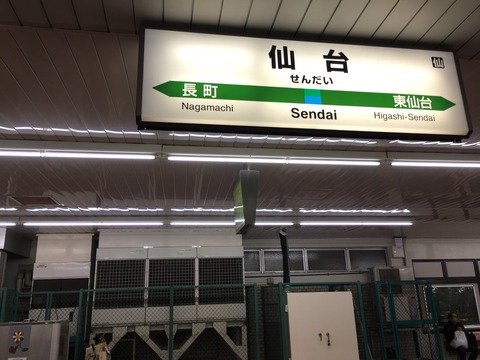 仙台
仙
せんだい
長町
東仙台
Nagamachi
Sendai
Higashi-Sendai